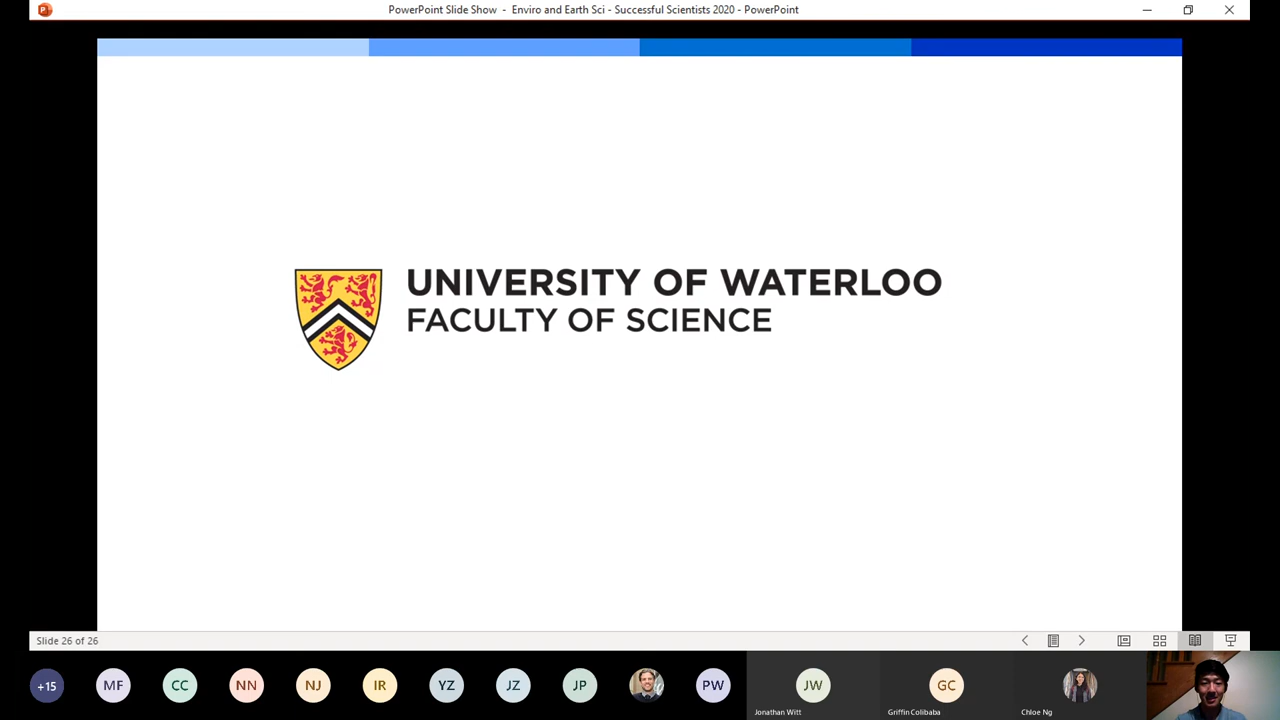 PowerPoint Slide Show - Enviro and Earth Sci - Successful Scientists 2020 - PowerPoint
UNIVERSITY OF WATERLOO
FACULTY OF SCIENCE
Slide 26 of 26
+15 MF CC NN NJ IR YZ JZ JP PW JW GC
Jonathan Witt Griffin Colibaba Chloe Ng